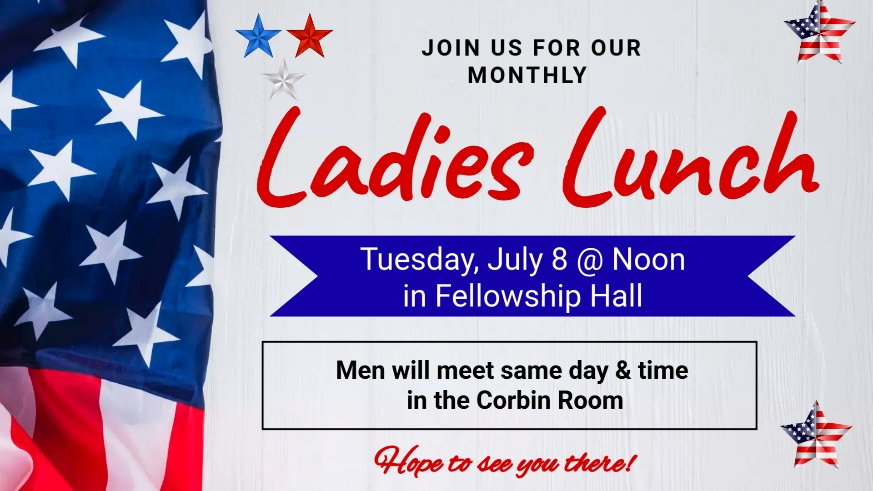 JOIN US FOR OUR
MONTHLY
Ladies Lunch
Tuesday, July 8 @ Noon
in Fellowship Hall
Men will meet same day & time
in the Corbin Room
Hope to see you there!